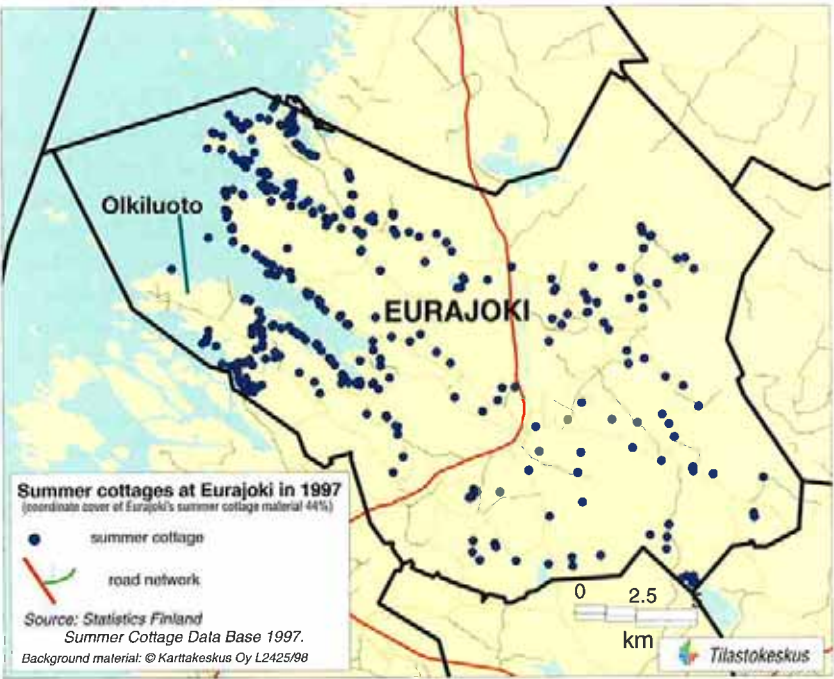 Olkiluoto
EURAJOKI
Summer cottages at Eurajoki in 1997
(coordinate cover of Eurajoki's summer cottage material 44%)
summer cottage
road network
Source: Statistics Finland
Summer Cottage Data Base 1997.
Background material: © Karttakeskus Oy L2425/98
0 2.5
km
Tilastokeskus